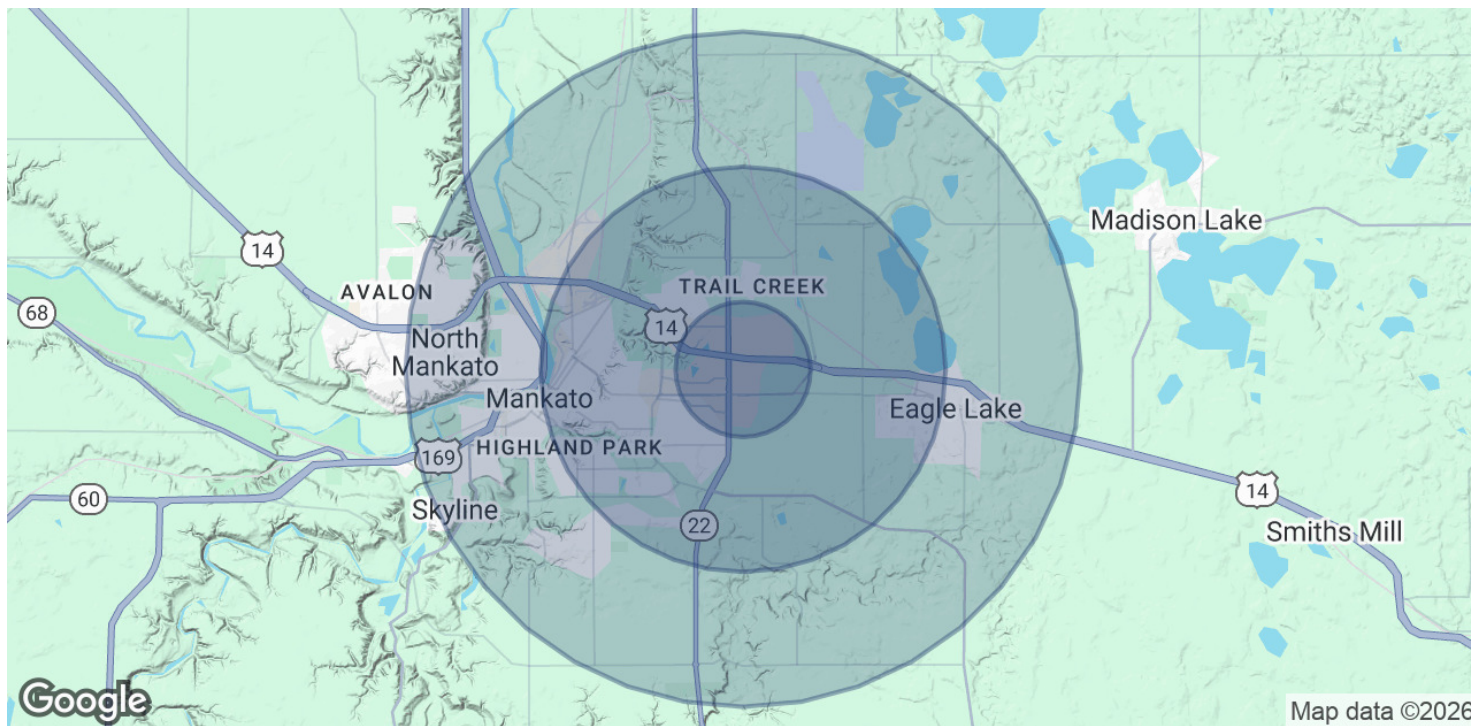 Madison Lake
14
TRAIL CREEK
AVALON
68
14
North
Mankato
Mankato
Eagle Lake
HIGHLAND PARK
169
60
14
Skyline
22
Smiths Mill
Google
Map data ©2026